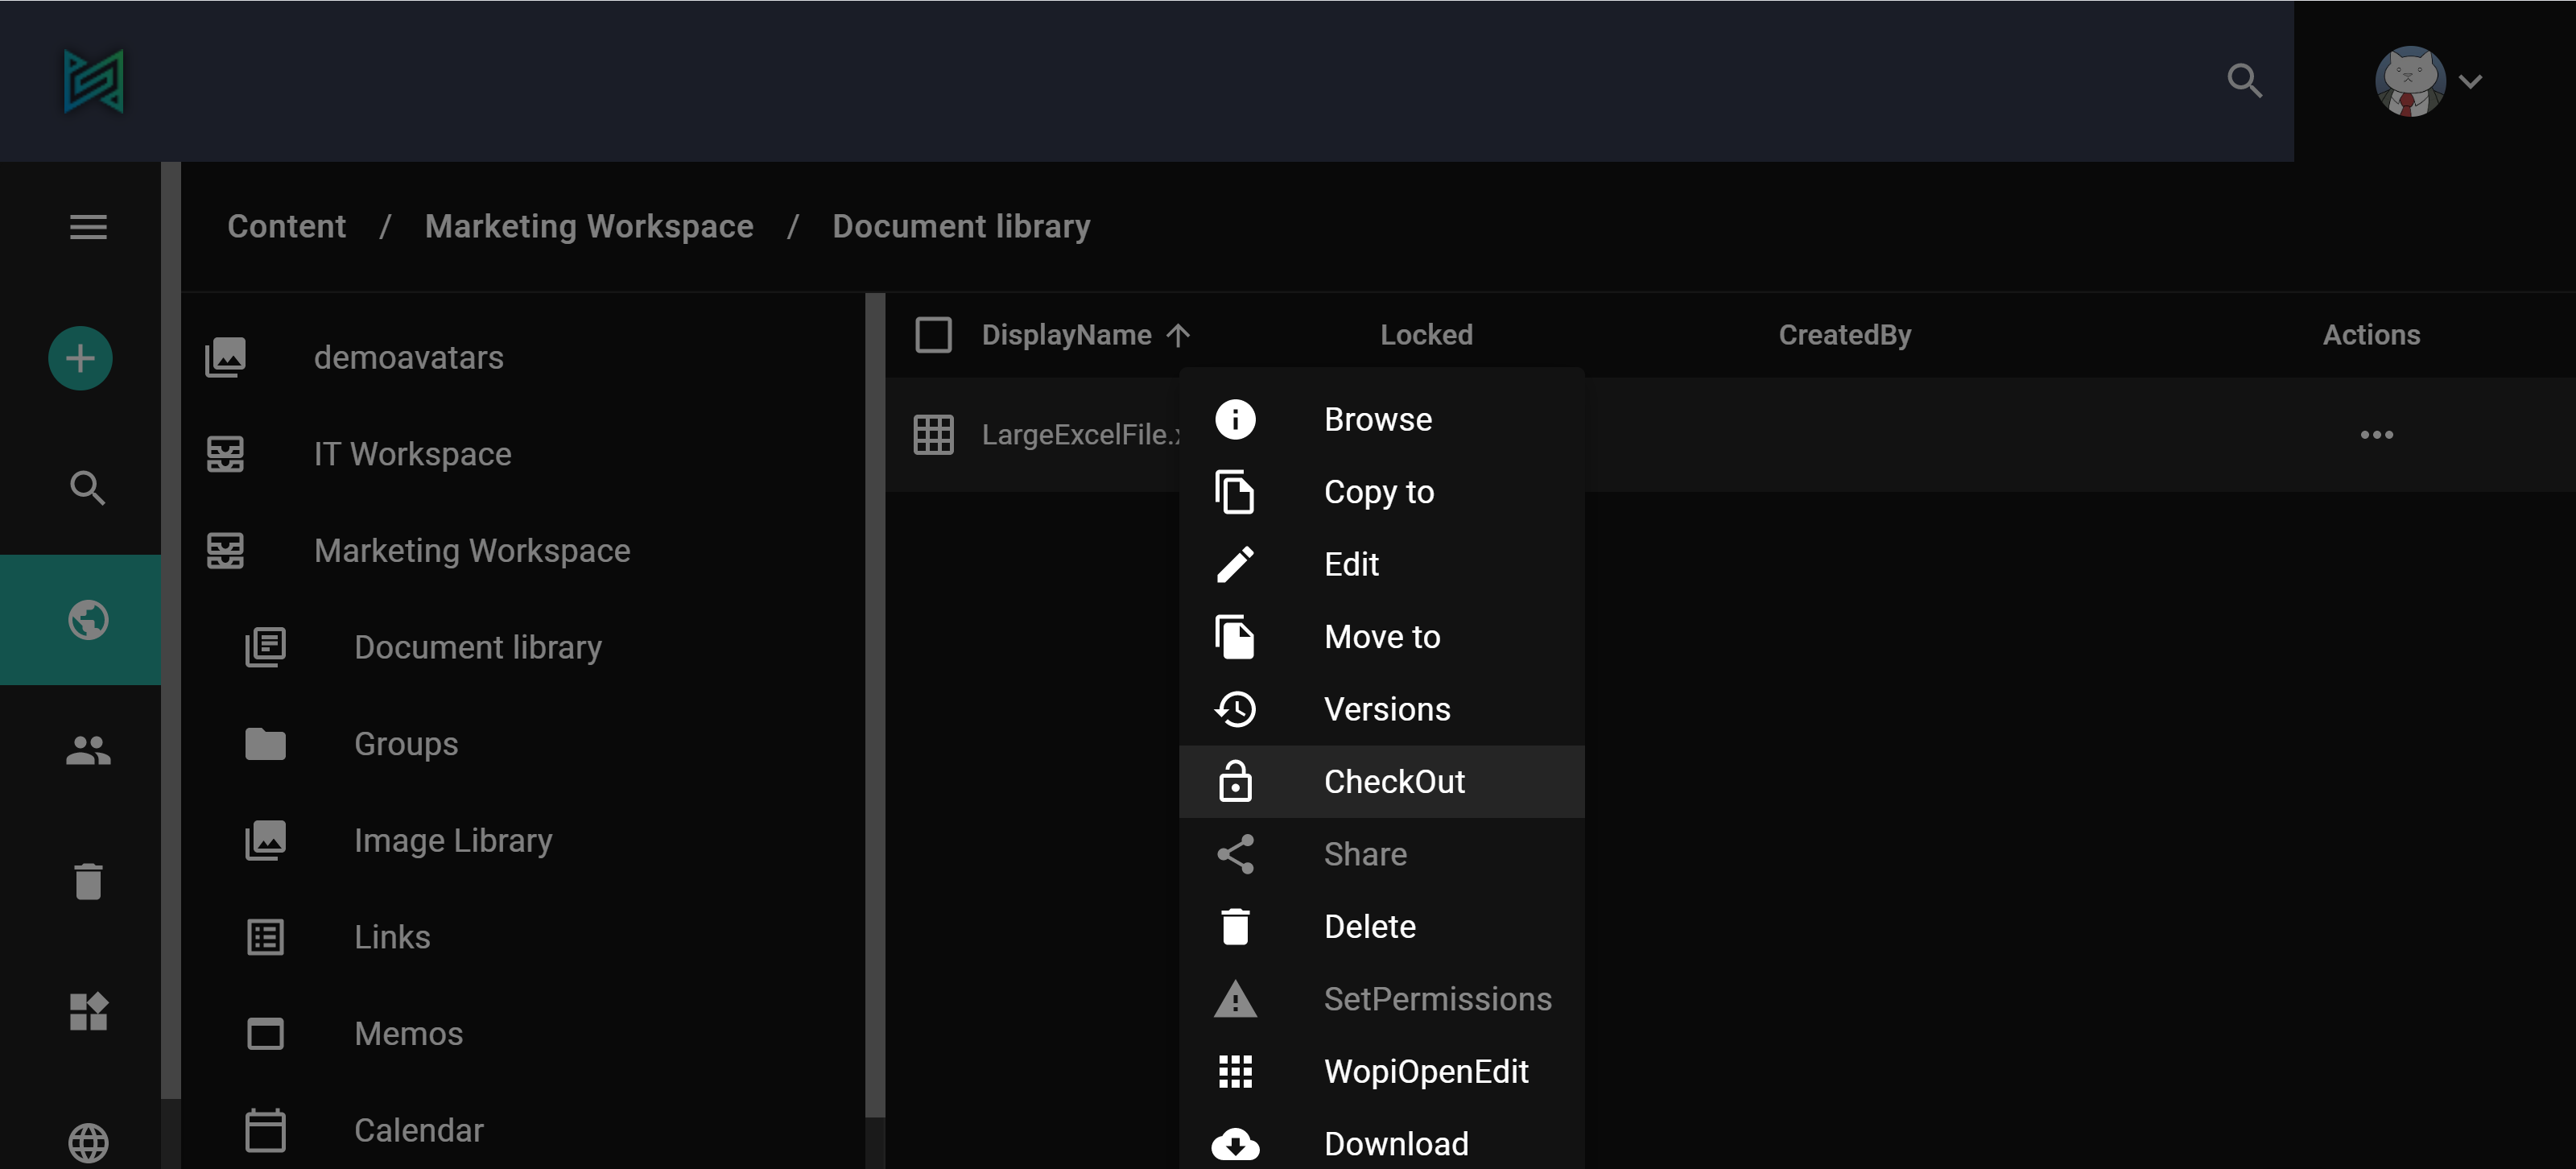 Content / Marketing Workspace / Document library
demoavatars
IT Workspace
Marketing Workspace
Document library
Groups
Image Library
Links
Memos
Calendar
DisplayName Locked CreatedBy Actions
LargeExcelFile.
Browse
Copy to
Edit
Move to
Versions
CheckOut
Share
Delete
SetPermissions
WopiOpenEdit
Download